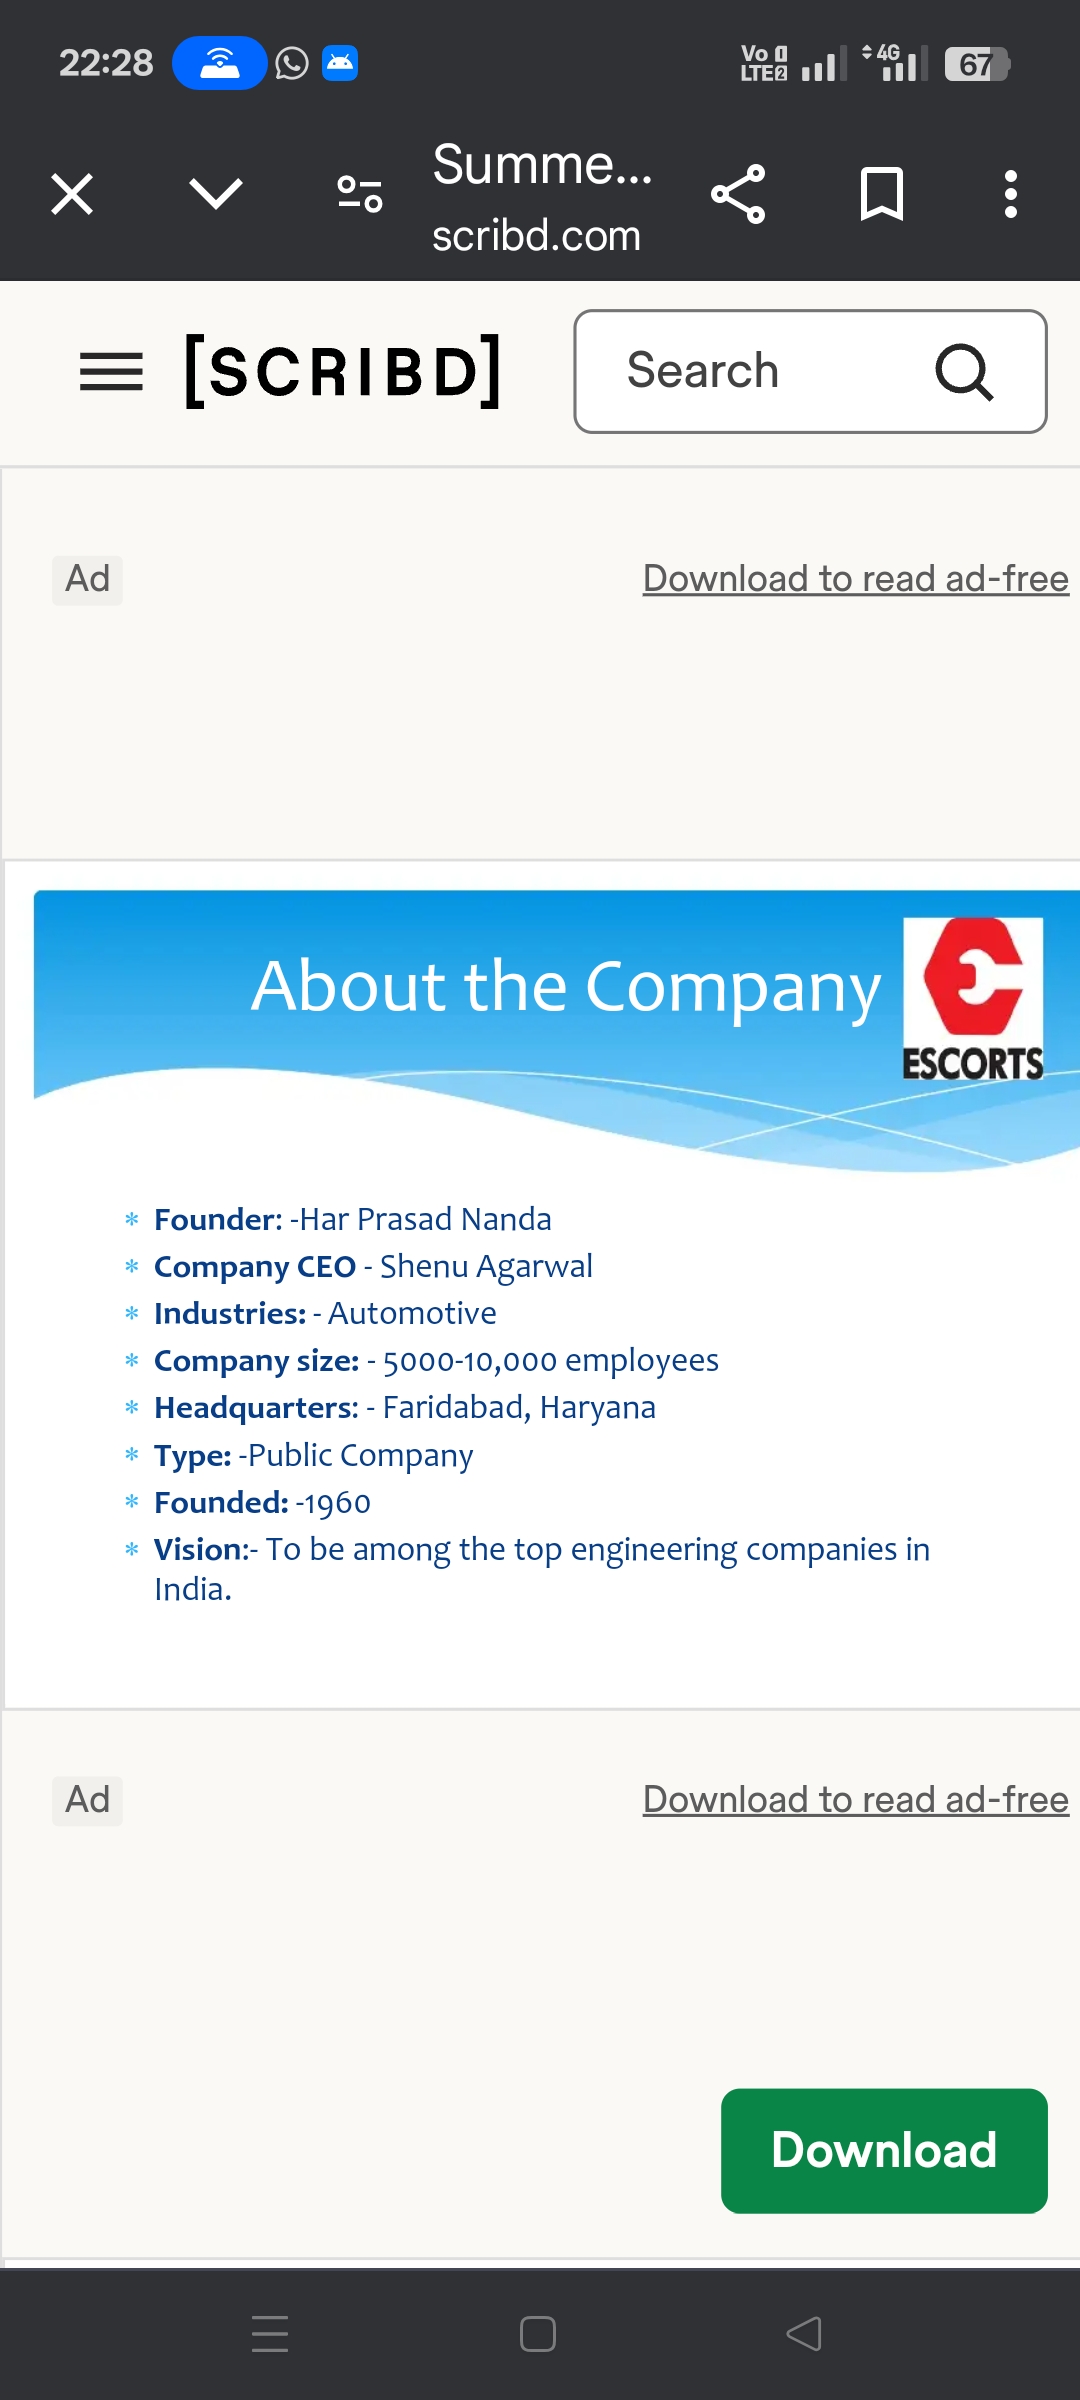 22:28
Vo 1
LTE 2
4G
67
Summe...
scribd.com
[SCRIBD]
Search
Ad
Download to read ad-free
About the Company
ESCORTS
* Founder: -Har Prasad Nanda
* Company CEO - Shenu Agarwal
* Industries: - Automotive
* Company size: - 5000-10,000 employees
* Headquarters: - Faridabad, Haryana
* Type: -Public Company
* Founded: -1960
* Vision:- To be among the top engineering companies in
India.
Ad
Download to read ad-free
Download